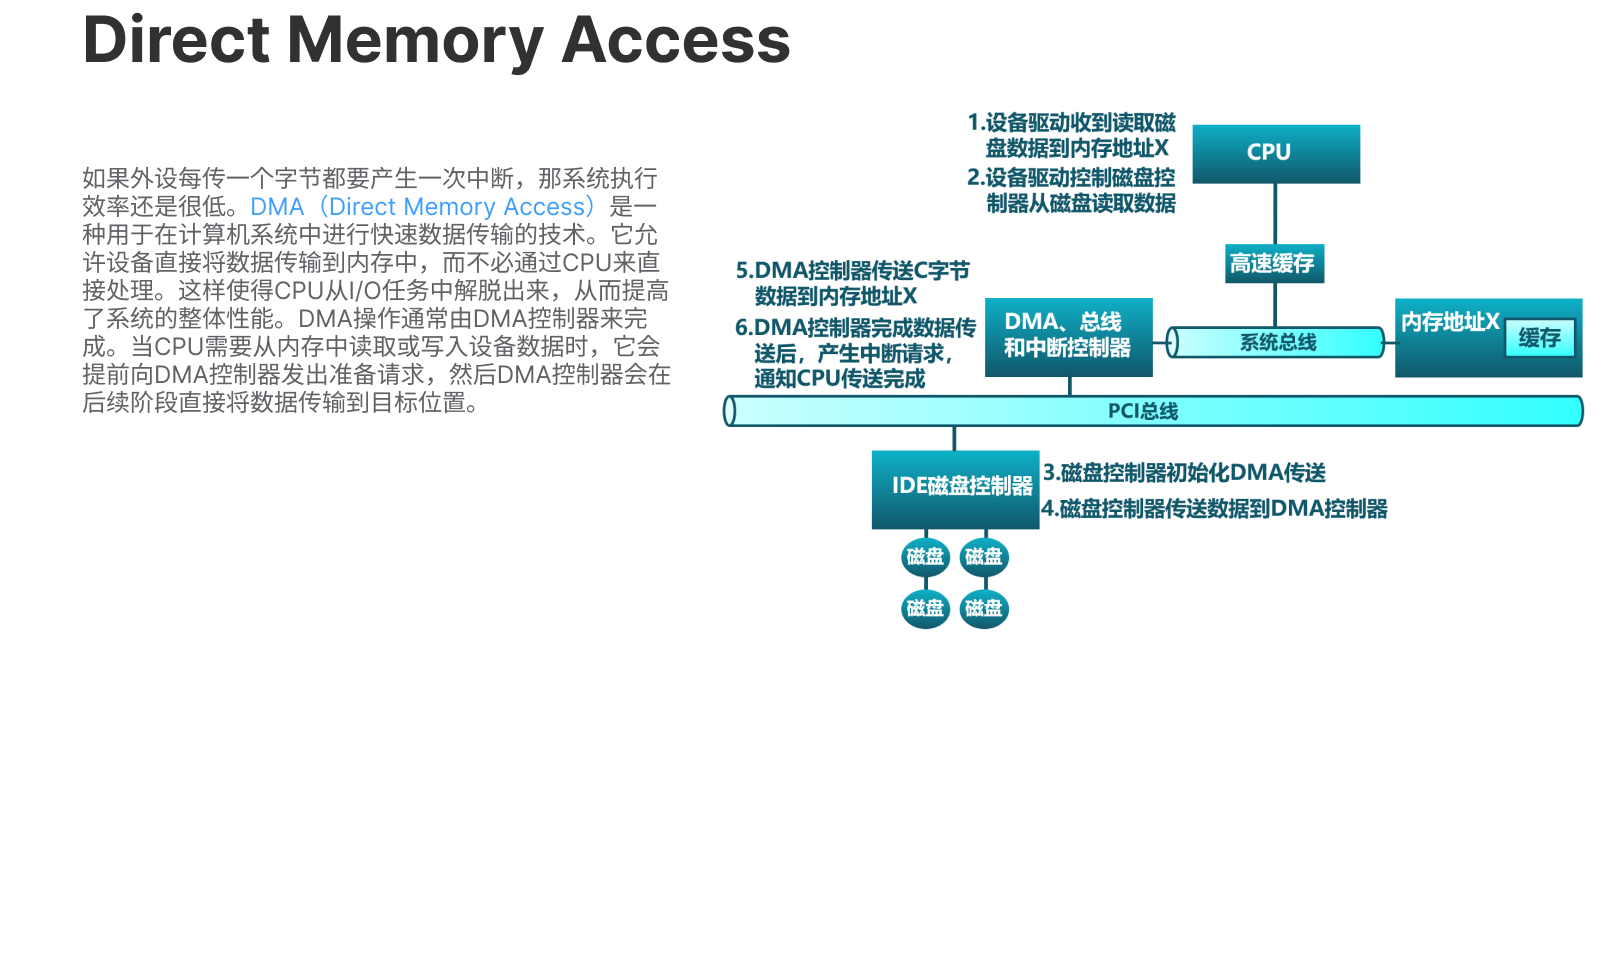 Direct Memory Access
如果外设每传一个字节都要产生一次中断，那系统执行
效率还是很低。DMA（Direct Memory Access）是一
种用于在计算机系统中进行快速数据传输的技术。它允
许设备直接将数据传输到内存中，而不必通过CPU来直
接处理。这样使得CPU从I/O任务中解脱出来，从而提高
了系统的整体性能。DMA操作通常由DMA控制器来完
成。当CPU需要从内存中读取或写入设备数据时，它会
提前向DMA控制器发出准备请求，然后DMA控制器会在
后续阶段直接将数据传输到目标位置。
1.设备驱动收到读取磁
盘数据到内存地址X
2.设备驱动控制磁盘控
制器从磁盘读取数据
CPU
高速缓存
5.DMA控制器传送C字节
数据到内存地址X
6.DMA控制器完成数据传
送后，产生中断请求，
通知CPU传送完成
DMA、总线
和中断控制器
系统总线
内存地址X
缓存
PCI总线
IDE磁盘控制器
3.磁盘控制器初始化DMA传送
4.磁盘控制器传送数据到DMA控制器
磁盘
磁盘
磁盘
磁盘